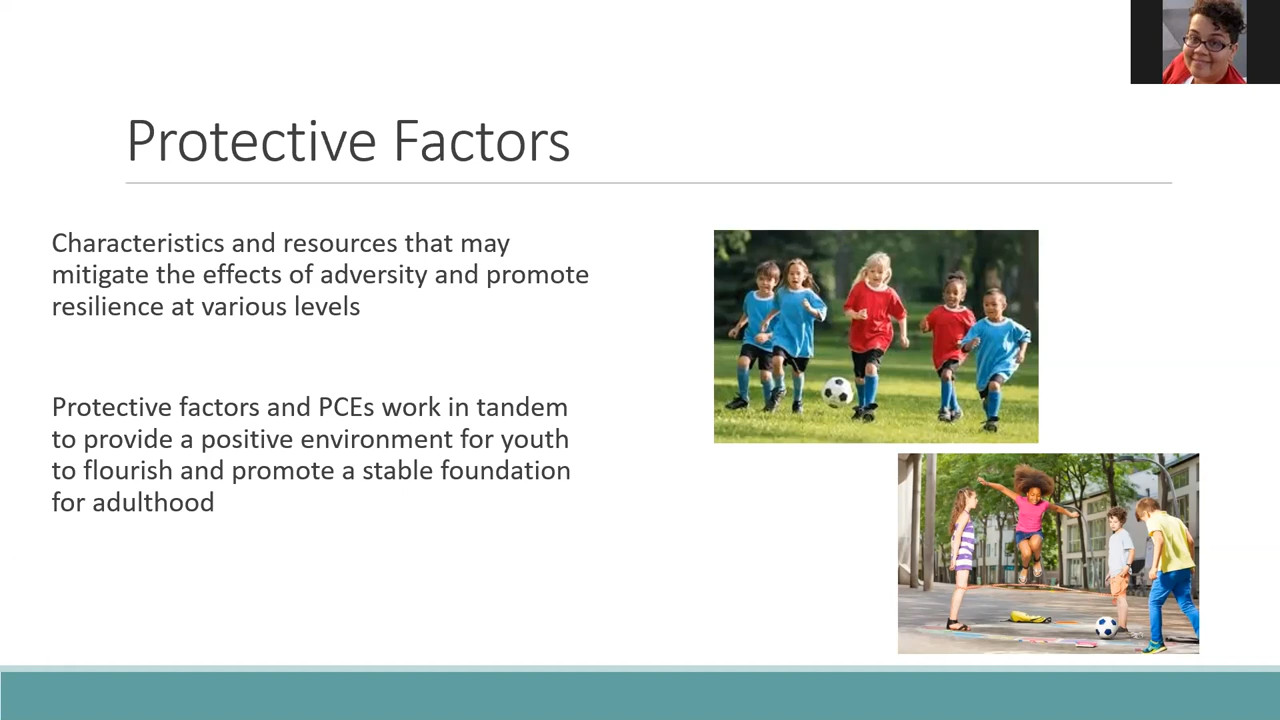 Protective Factors
Characteristics and resources that may
mitigate the effects of adversity and promote
resilience at various levels
Protective factors and PCEs work in tandem
to provide a positive environment for youth
to flourish and promote a stable foundation
for adulthood